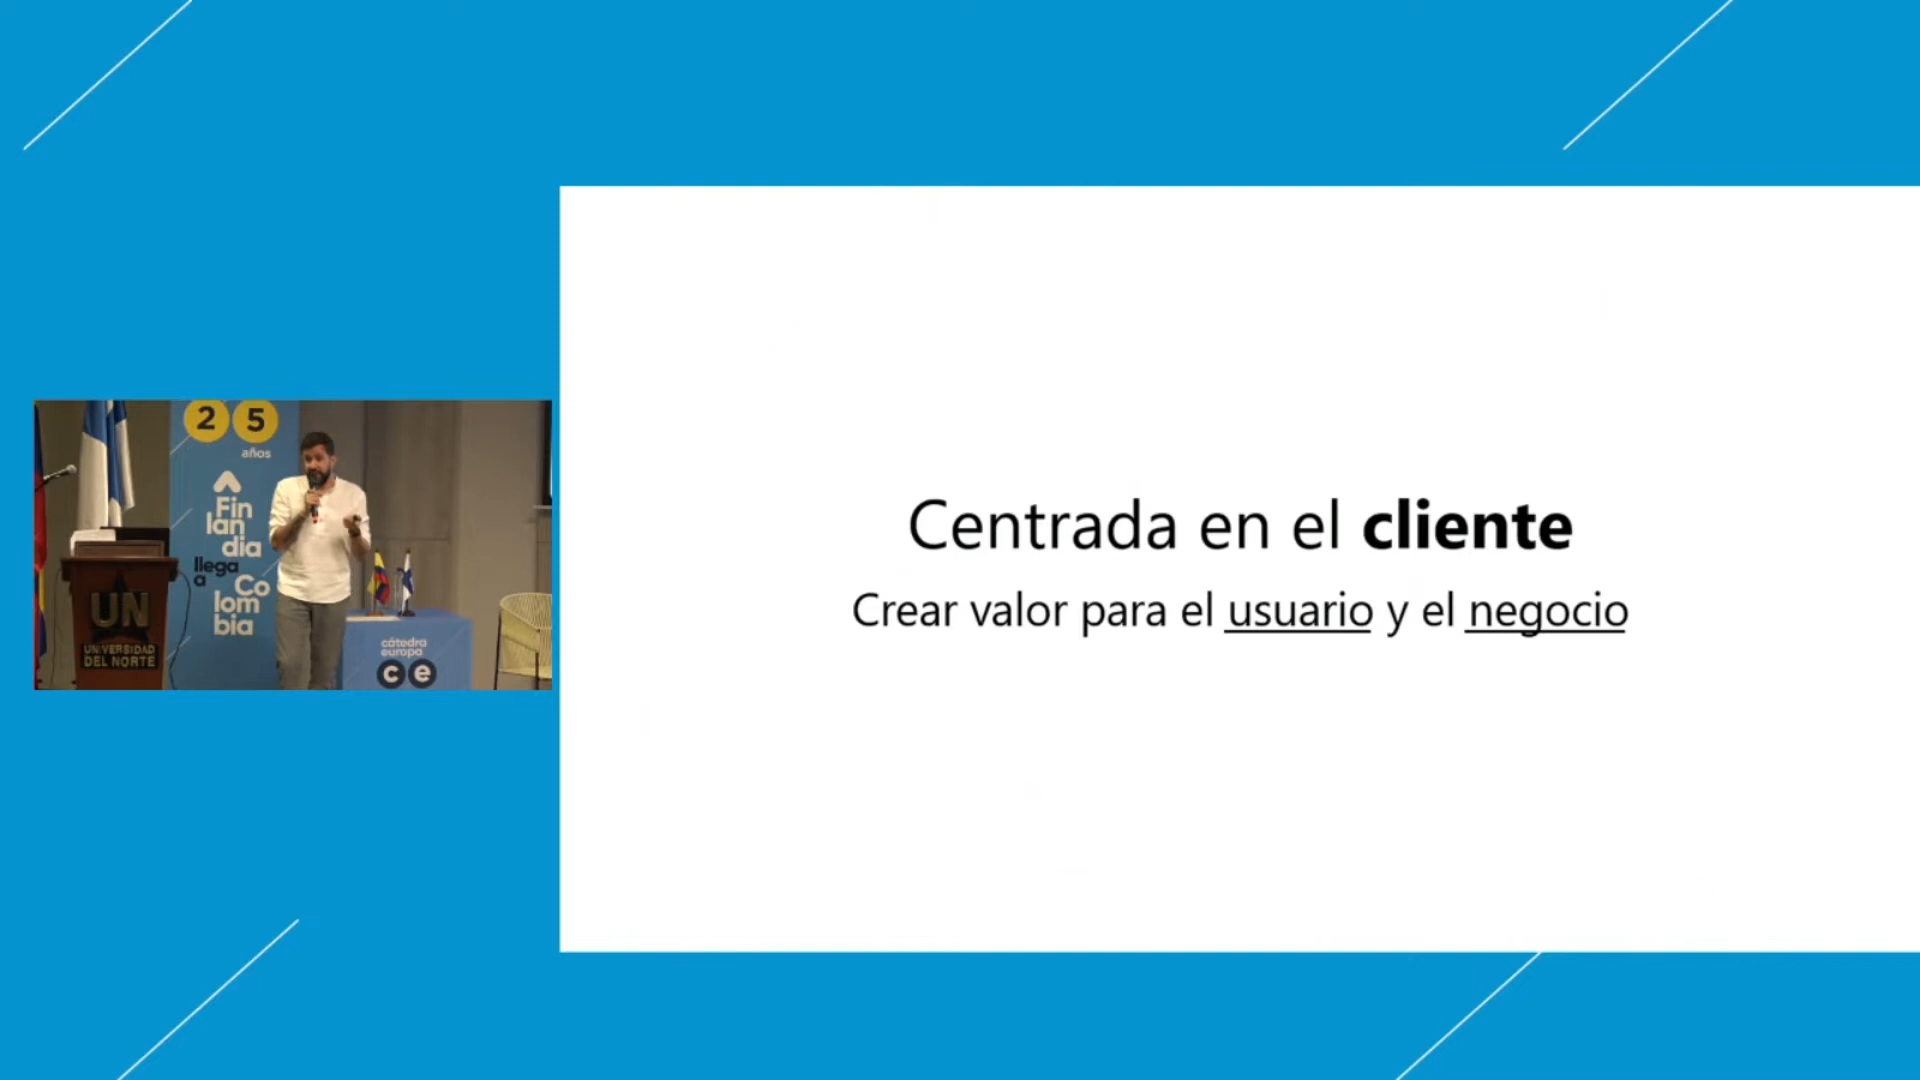 2 5
años
Fin
lan
dia
llega
a
Co
lom
bia
UN
UNIVERSIDAD
DEL NORTE
cátedra
europa
c e
Centrada en el cliente
Crear valor para el usuario y el negocio